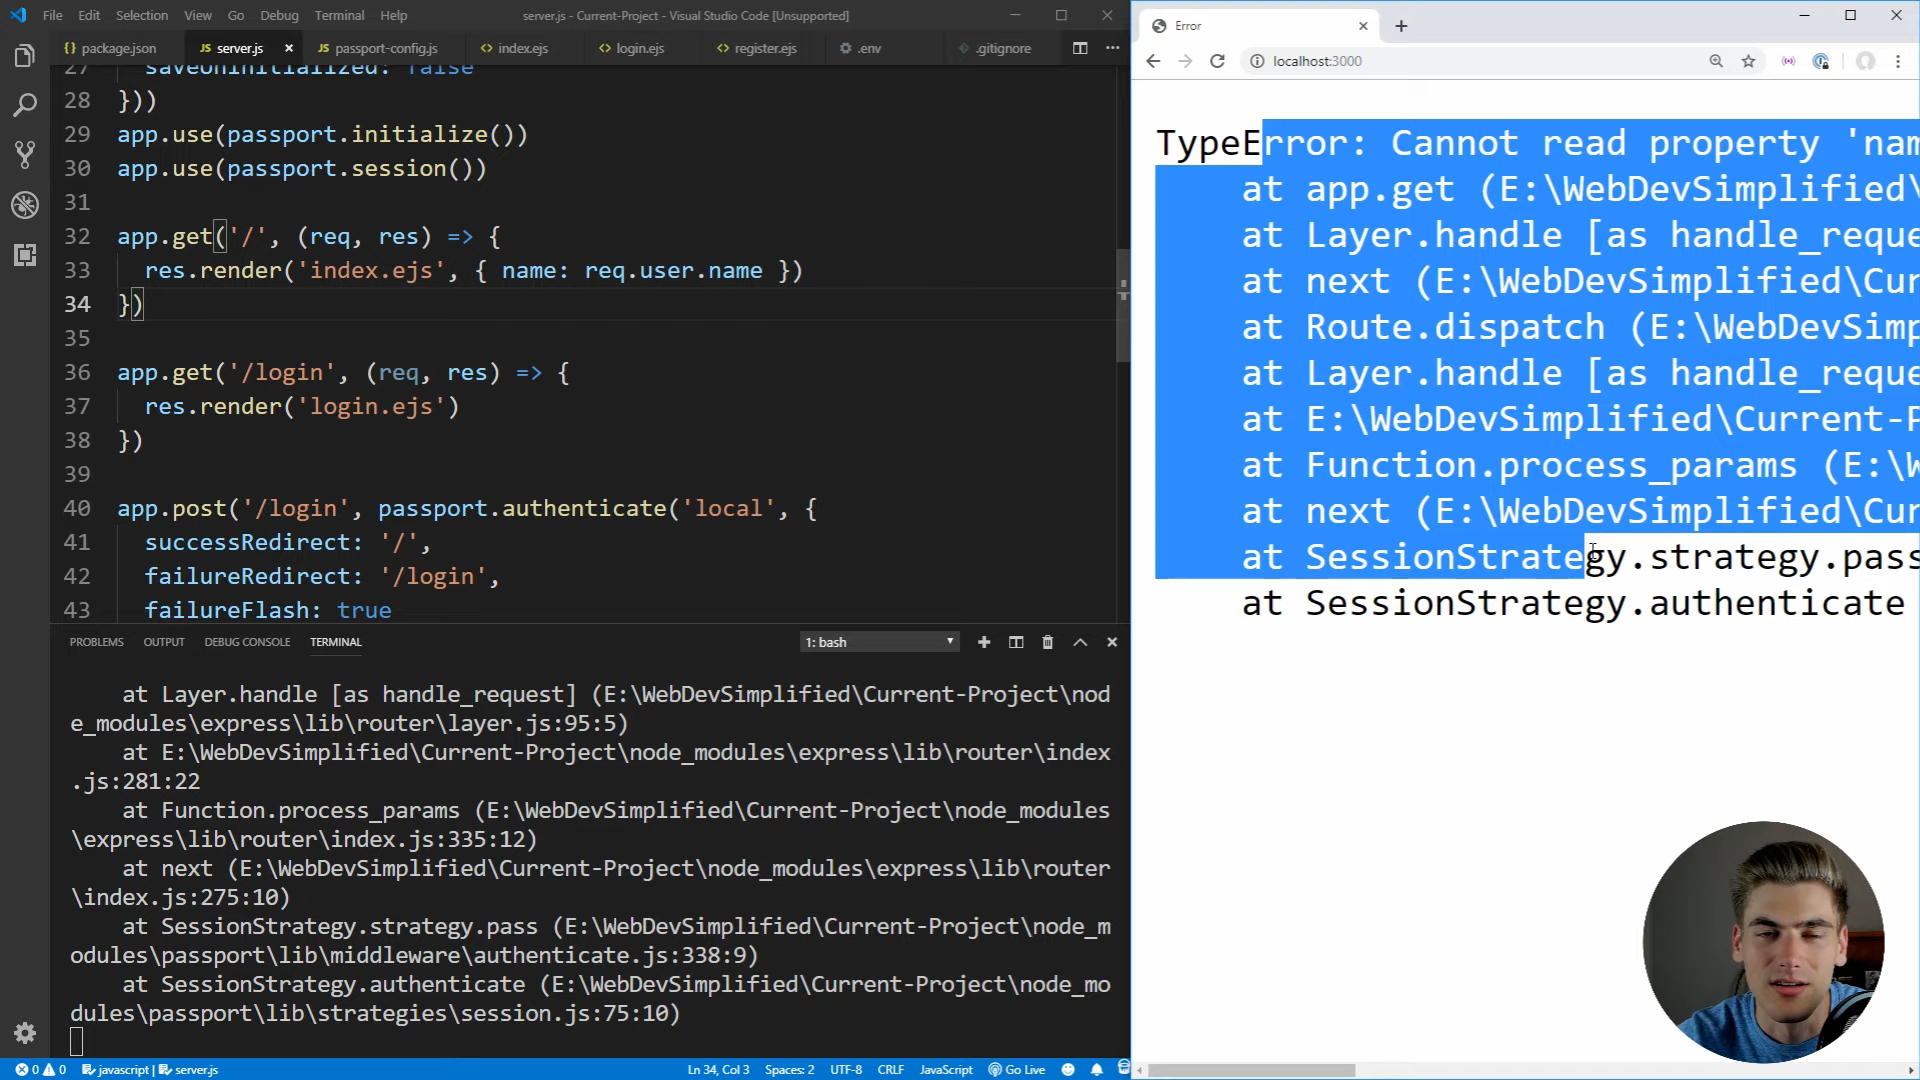 File Edit Selection View Go Debug Terminal Help
server.js - Current-Project - Visual Studio Code [Unsupported]
{} package.json
JS server.js
JS passport-config.js
<> index.ejs
<> login.ejs
<> register.ejs
.env
.gitignore
27 saveUninitialized: false
28 }))
29 app.use(passport.initialize())
30 app.use(passport.session())
31
32 app.get('/', (req, res) => {
33 res.render('index.ejs', { name: req.user.name })
34 })
35
36 app.get('/login', (req, res) => {
37 res.render('login.ejs')
38 })
39
40 app.post('/login', passport.authenticate('local', {
41 successRedirect: '/',
42 failureRedirect: '/login',
43 failureFlash: true
PROBLEMS OUTPUT DEBUG CONSOLE TERMINAL
1: bash
at Layer.handle [as handle_request] (E:\WebDevSimplified\Current-Project\nod
e_modules\express\lib\router\layer.js:95:5)
at E:\WebDevSimplified\Current-Project\node_modules\express\lib\router\index
.js:281:22
at Function.process_params (E:\WebDevSimplified\Current-Project\node_modules
\express\lib\router\index.js:335:12)
at next (E:\WebDevSimplified\Current-Project\node_modules\express\lib\router
\index.js:275:10)
at SessionStrategy.strategy.pass (E:\WebDevSimplified\Current-Project\node_m
odules\passport\lib\middleware\authenticate.js:338:9)
at SessionStrategy.authenticate (E:\WebDevSimplified\Current-Project\node_mo
dules\passport\lib\strategies\session.js:75:10)
0 0 javascript | server.js
Ln 34, Col 3 Spaces: 2 UTF-8 CRLF JavaScript Go Live
Error
localhost:3000
TypeError: Cannot read property 'nam
at app.get (E:\WebDevSimplified\
at Layer.handle [as handle_reque
at next (E:\WebDevSimplified\Cur
at Route.dispatch (E:\WebDevSimp
at Layer.handle [as handle_reque
at E:\WebDevSimplified\Current-P
at Function.process_params (E:\W
at next (E:\WebDevSimplified\Cur
at SessionStrategy.strategy.pass
at SessionStrategy.authenticate